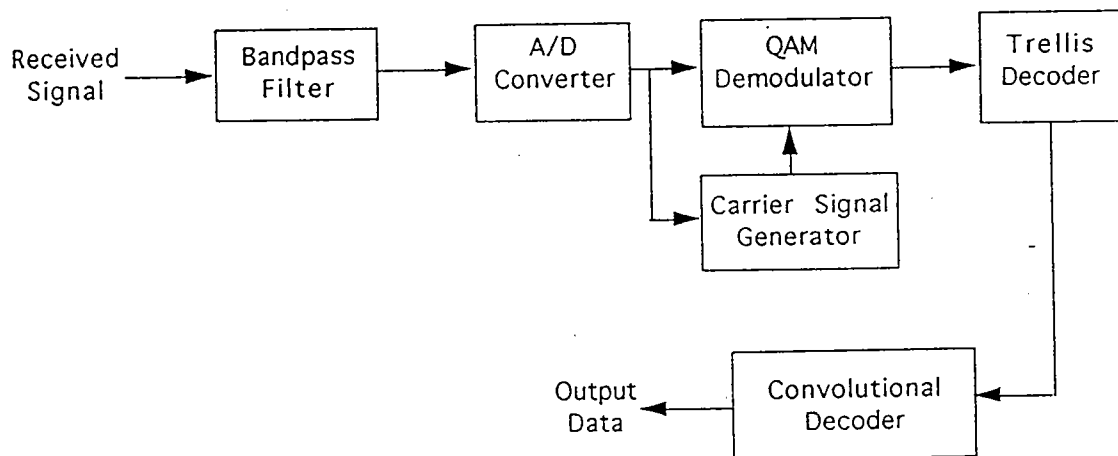 Received
Signal
Bandpass
Filter
A/D
Converter
QAM
Demodulator
Trellis
Decoder
Carrier Signal
Generator
Convolutional
Decoder
Output
Data